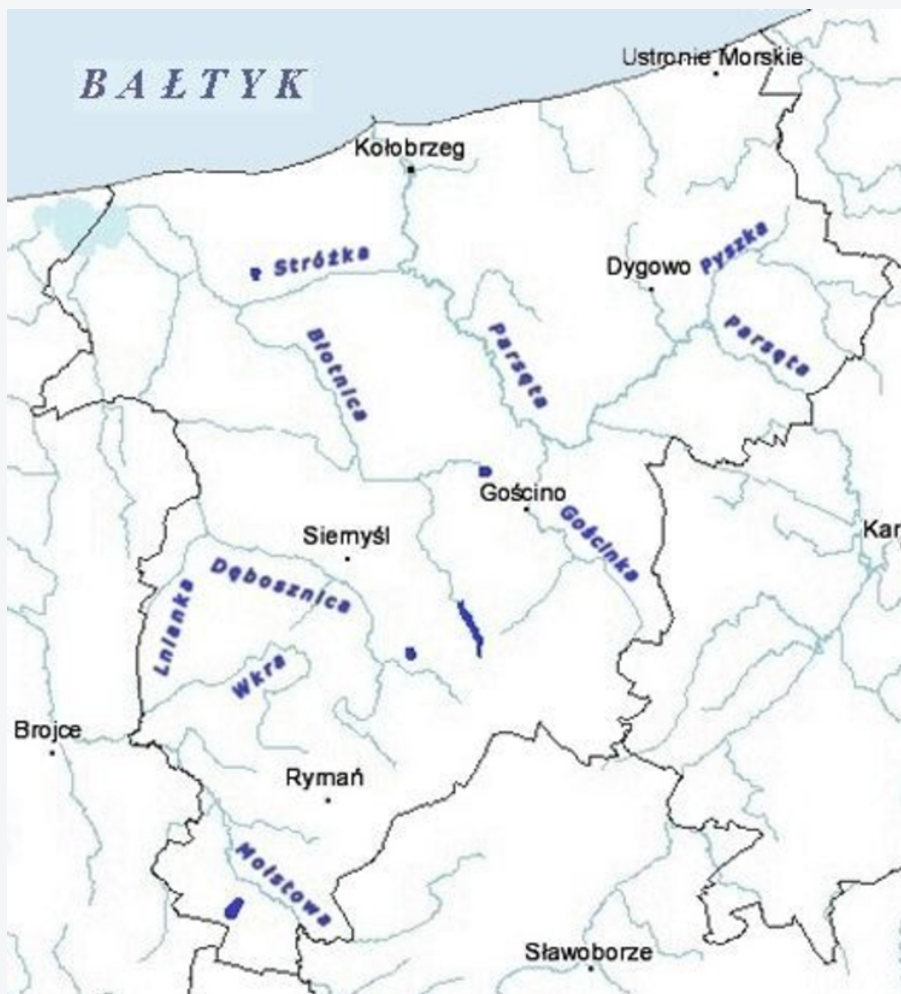 Ustronie Morskie
BAŁTYK
Kołobrzeg
Stróżka
Dygowo
Pyszka
Błotnica
Parsęta
Parsęta
Gościno
Gościnka
Siemyśl
Kar
Dębosznica
Lnianka
Wkra
Brojce
Rymań
Mołstowa
Sławoborze